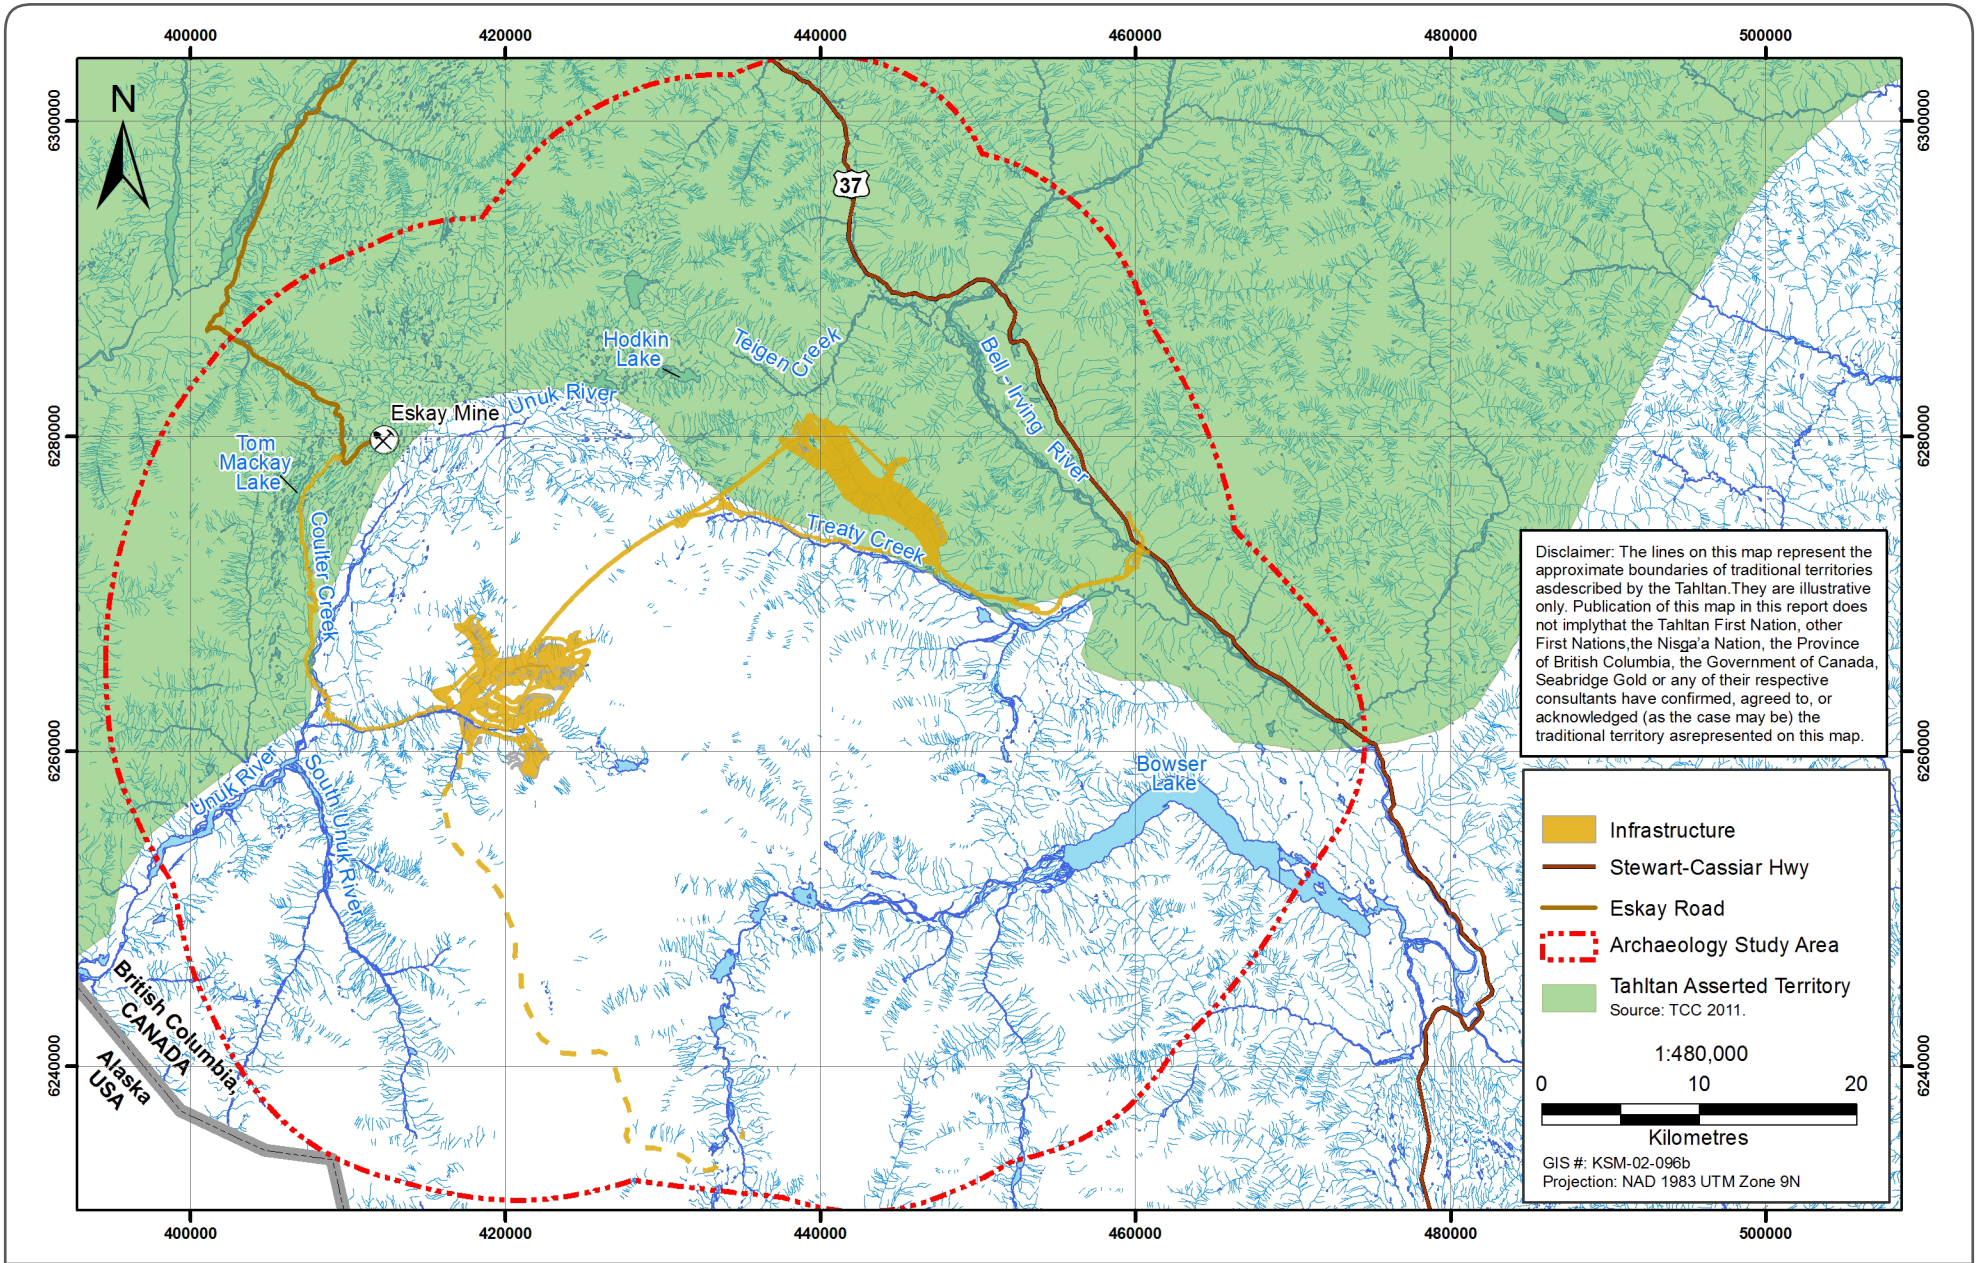 400000
420000
440000
460000
480000
500000
6300000
6280000
6260000
6240000
6300000
6280000
6260000
6240000
N
37
Hodkin
Lake
Teigen Creek
Bell - Irving River
Unuk River
Eskay Mine
Tom
Mackay
Lake
Coulter Creek
Treaty Creek
Unuk River
South Unuk River
Bowser
Lake
British Columbia,
CANADA
Alaska
USA
Disclaimer: The lines on this map represent the
approximate boundaries of traditional territories
asdescribed by the Tahltan.They are illustrative
only. Publication of this map in this report does
not implythat the Tahltan First Nation, other
First Nations,the Nisga'a Nation, the Province
of British Columbia, the Government of Canada,
Seabridge Gold or any of their respective
consultants have confirmed, agreed to, or
acknowledged (as the case may be) the
traditional territory asrepresented on this map.
Infrastructure
Stewart-Cassiar Hwy
Eskay Road
Archaeology Study Area
Tahltan Asserted Territory
Source: TCC 2011.
1:480,000
0 10 20
Kilometres
GIS #: KSM-02-096b
Projection: NAD 1983 UTM Zone 9N
400000
420000
440000
460000
480000
500000